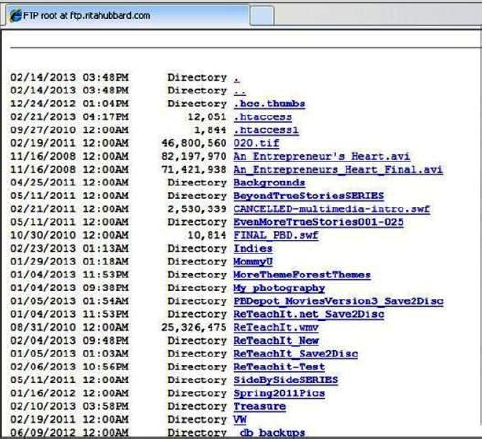 FTP root at ftp.ritahubbard.com
02/14/2013 03:48PM Directory .
02/14/2013 03:48PM Directory ..
12/24/2012 01:04PM Directory .hcc.thumbs
02/21/2013 04:17PM 12,051 .htaccess
09/27/2010 12:00AM 1,844 .htaccess1
02/19/2011 12:00AM 46,800,560 020.tif
11/16/2008 12:00AM 82,197,970 An Entrepreneur's Heart.avi
11/16/2008 12:00AM 71,421,938 An_Entrepreneurs_Heart_Final.avi
04/25/2011 12:00AM Directory Backgrounds
05/11/2011 12:00AM Directory BeyondTrueStoriesSERIES
02/21/2011 12:00AM 2,530,339 CANCELLED-multimedia-intro.swf
05/11/2011 12:00AM Directory EvenMoreTrueStories001-025
10/30/2010 12:00AM 10,814 FINAL_PBD.swf
02/23/2013 01:13AM Directory Indies
01/29/2013 01:18AM Directory MommyU
01/04/2013 11:53PM Directory MoreThemeForestThemes
01/04/2013 09:38PM Directory My_photography
01/05/2013 01:54AM Directory PBDepot_MoviesVersion3_Save2Disc
01/04/2013 11:53PM Directory ReTeachIt.net_Save2Disc
08/31/2010 12:00AM 25,326,475 ReTeachIt.wmv
02/04/2013 09:48PM Directory ReTeachIt_New
01/05/2013 01:03AM Directory ReTeachIt_Save2Disc
02/06/2013 10:56PM Directory Reteachit-Test
05/11/2011 12:00AM Directory SideBySideSERIES
01/16/2012 12:00AM Directory Spring2011Pics
02/10/2013 03:58PM Directory Treasure
02/19/2011 12:00AM Directory VW
06/09/2012 12:00AM Directory _db_backups